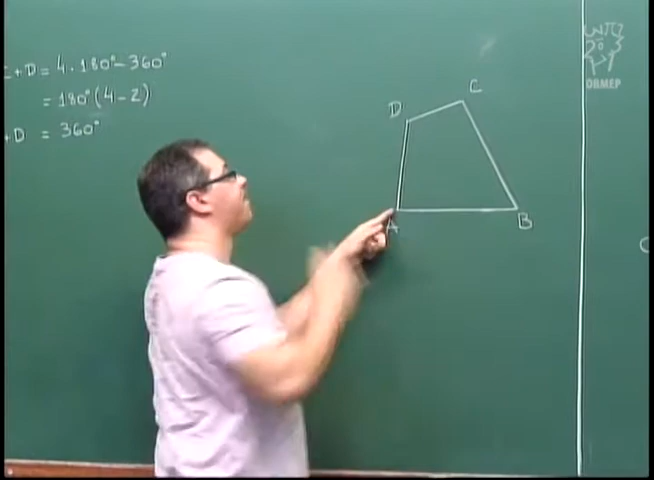 +D = 4.180° - 360°
= 180° (4-2)
+D = 360°
D
C
A
B
OBMEP